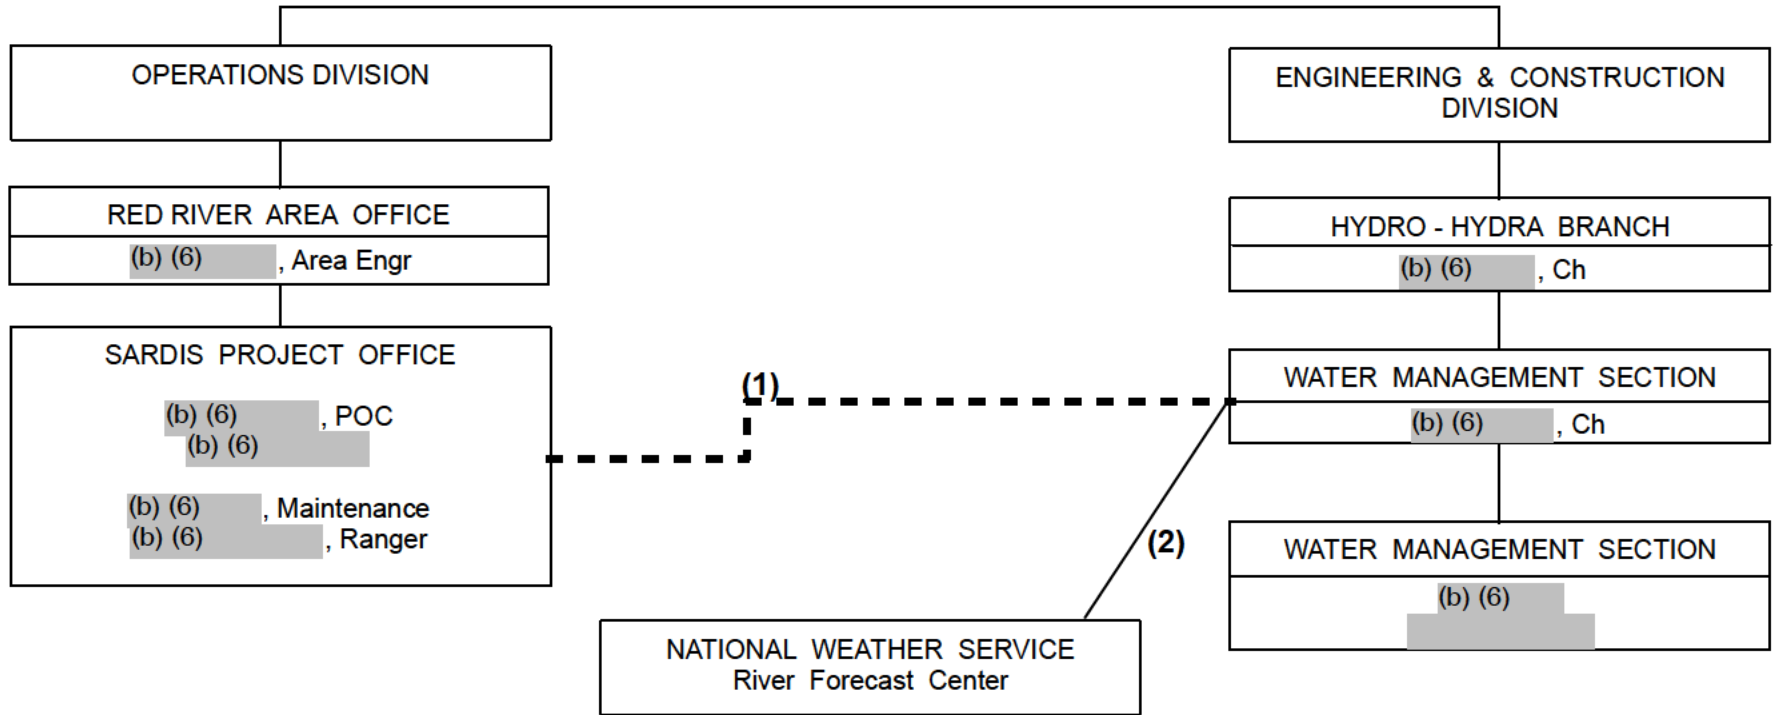 OPERATIONS DIVISION
RED RIVER AREA OFFICE
(b) (6) , Area Engr
SARDIS PROJECT OFFICE
(b) (6) , POC
(b) (6)
(b) (6) , Maintenance
(b) (6) , Ranger
(1)
(2)
NATIONAL WEATHER SERVICE
River Forecast Center
ENGINEERING & CONSTRUCTION
DIVISION
HYDRO - HYDRA BRANCH
(b) (6) , Ch
WATER MANAGEMENT SECTION
(b) (6) , Ch
WATER MANAGEMENT SECTION
(b) (6)